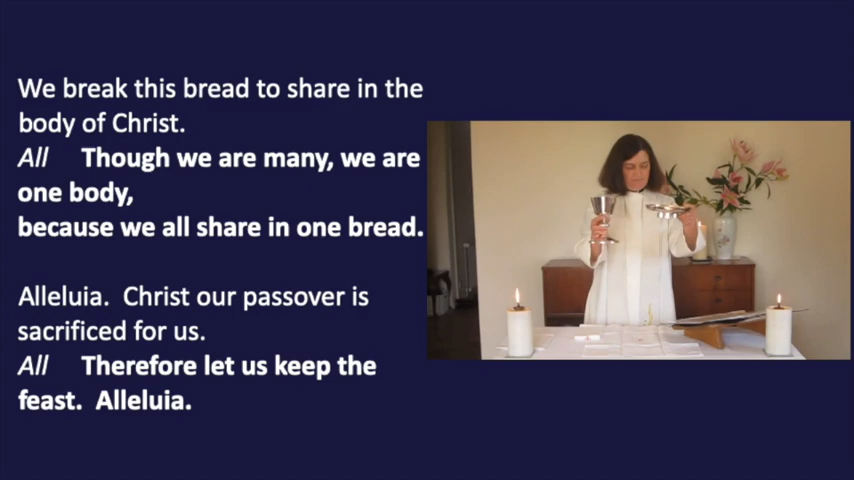 We break this bread to share in the
body of Christ.
All Though we are many, we are
one body,
because we all share in one bread.
Alleluia. Christ our passover is
sacrificed for us.
All Therefore let us keep the
feast. Alleluia.